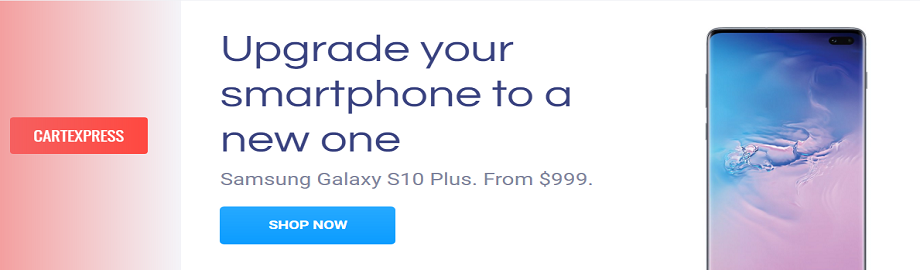 CARTEXPRESS
Upgrade your
smartphone to a
new one
Samsung Galaxy S10 Plus. From $999.
SHOP NOW